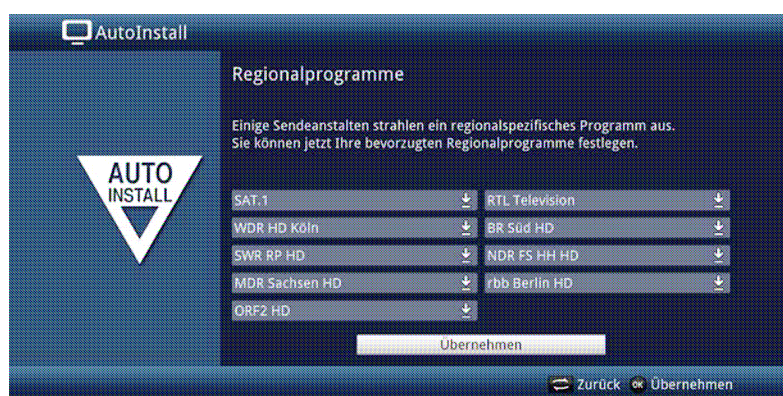 AutoInstall
Regionalprogramme
Einige Sendeanstalten strahlen ein regionalspezifisches Programm aus.
Sie können jetzt Ihre bevorzugten Regionalprogramme festlegen.
AUTO
INSTALL
SAT.1 RTL Television
WDR HD Köln BR Süd HD
SWR RP HD NDR FS HH HD
MDR Sachsen HD rbb Berlin HD
ORF2 HD
Übernehmen
Zurück OK Übernehmen